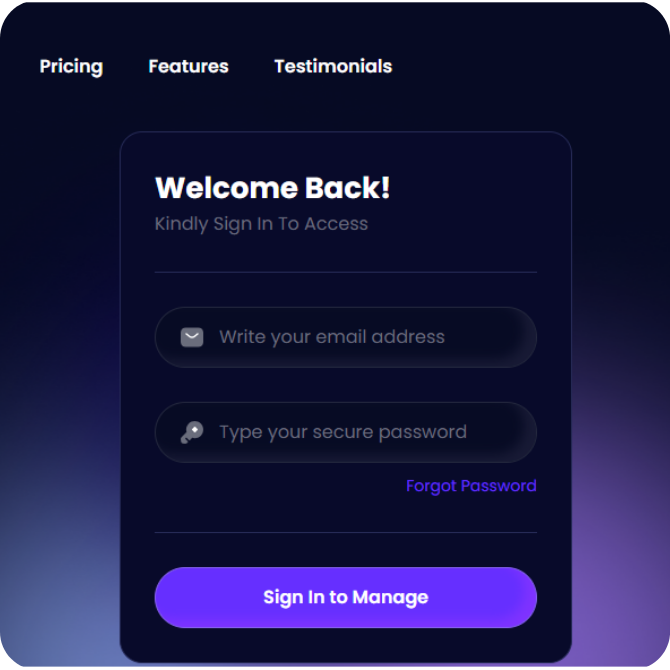 Pricing Features Testimonials
Welcome Back!
Kindly Sign In To Access
Write your email address
Type your secure password
Forgot Password
Sign In to Manage